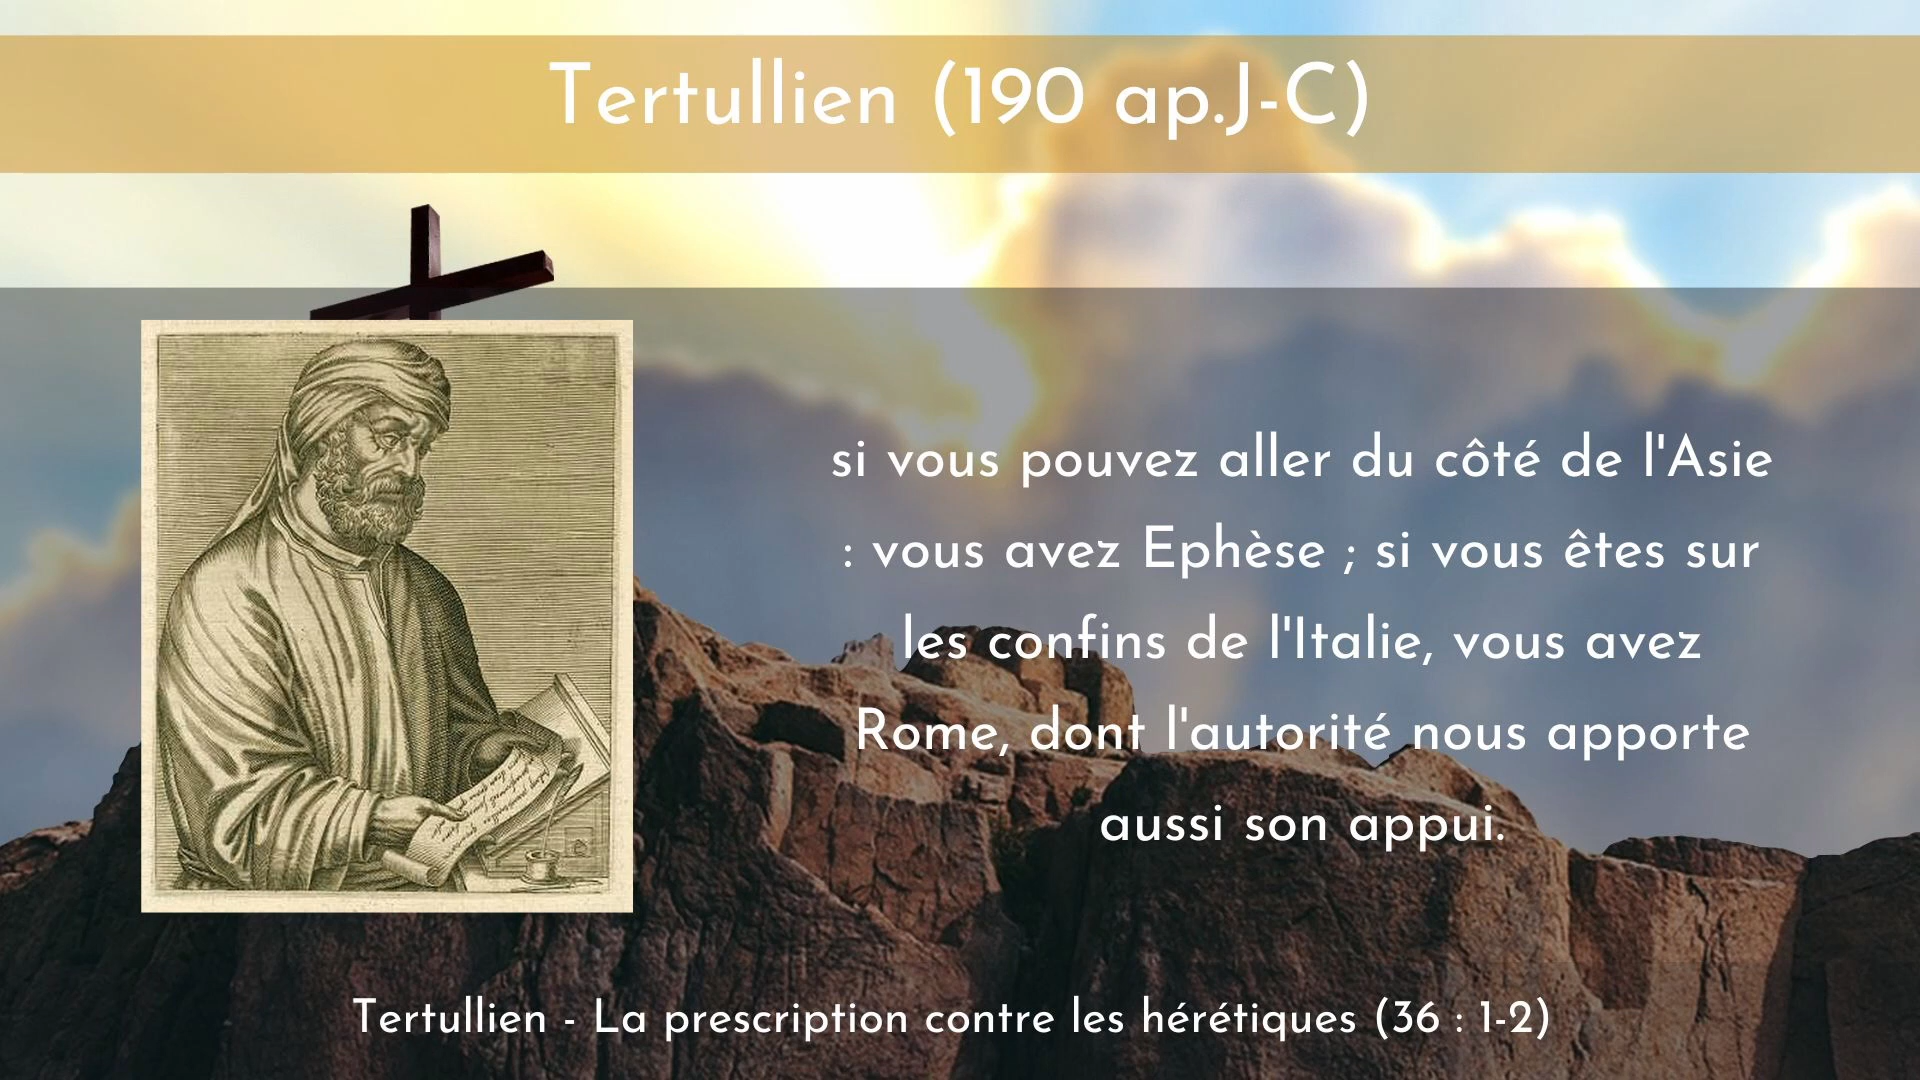 Tertullien (190 ap.J-C)
si vous pouvez aller du côté de l'Asie
: vous avez Ephèse ; si vous êtes sur
les confins de l'Italie, vous avez
Rome, dont l'autorité nous apporte
aussi son appui.
Tertullien - La prescription contre les hérétiques (36 : 1-2)